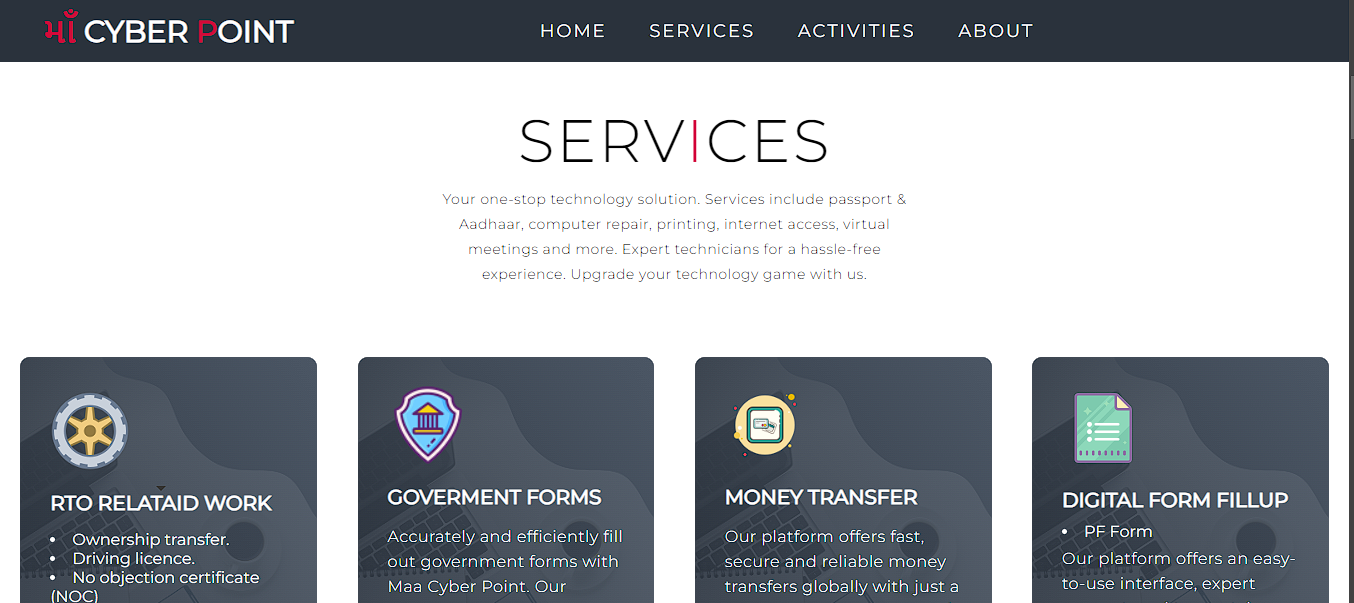 માઁ CYBER POINT
HOME SERVICES ACTIVITIES ABOUT
SERVICES
Your one-stop technology solution. Services include passport &
Aadhaar, computer repair, printing, internet access, virtual
meetings and more. Expert technicians for a hassle-free
experience. Upgrade your technology game with us.
RTO RELATAID WORK
• Ownership transfer.
• Driving licence.
• No objection certificate
(NOC)
GOVERMENT FORMS
Accurately and efficiently fill
out government forms with
Maa Cyber Point. Our
MONEY TRANSFER
Our platform offers fast,
secure and reliable money
transfers globally with just a
DIGITAL FORM FILLUP
• PF Form
Our platform offers an easy-
to-use interface, expert